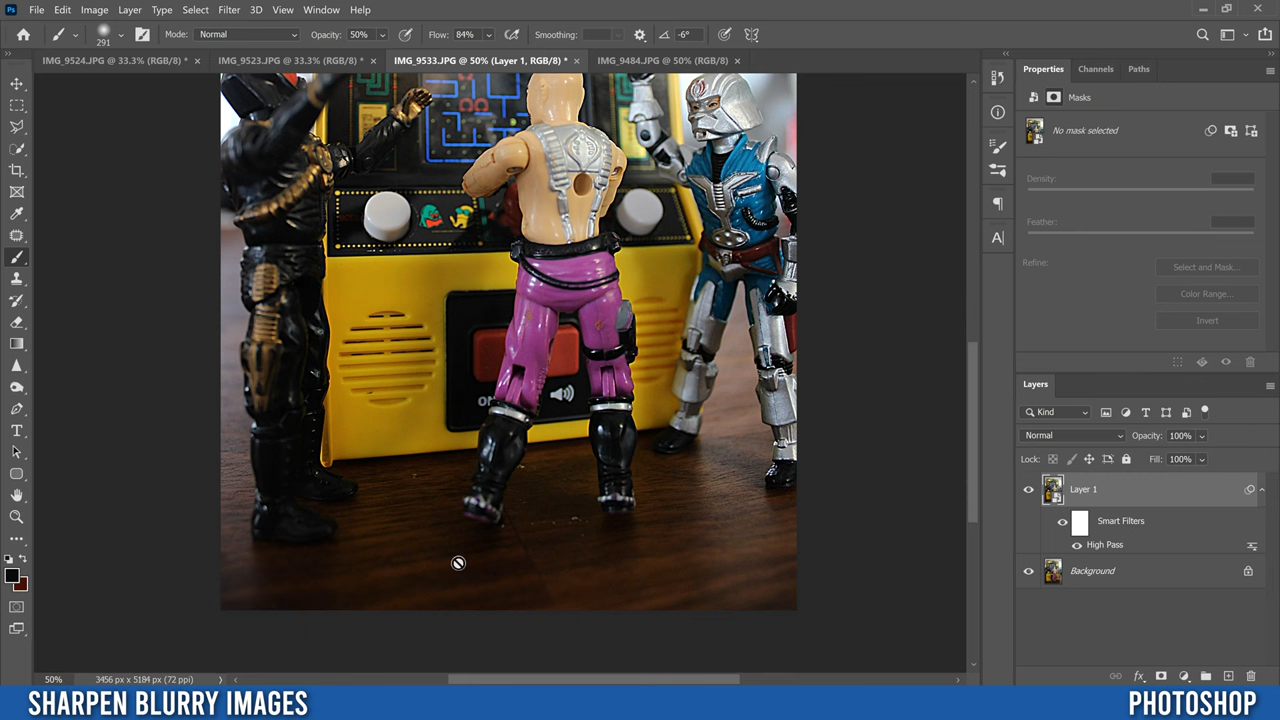 Ps File Edit Image Layer Type Select Filter 3D View Window Help
291 Mode: Normal Opacity: 50% Flow: 84% Smoothing: -6°
IMG_9524.JPG @ 33.3% (RGB/8) * × IMG_9523.JPG @ 33.3% (RGB/8) * × IMG_9533.JPG @ 50% (Layer 1, RGB/8) * × IMG_9484.JPG @ 50% (RGB/8) ×
Properties Channels Paths
Masks
No mask selected
Density:
Feather:
Refine:
Select and Mask...
Color Range...
Invert
Layers
Kind
Normal Opacity: 100%
Lock: Fill: 100%
Layer 1
Smart Filters
High Pass
Background
50% 3456 px x 5184 px (72 ppi)
SHARPEN BLURRY IMAGES PHOTOSHOP